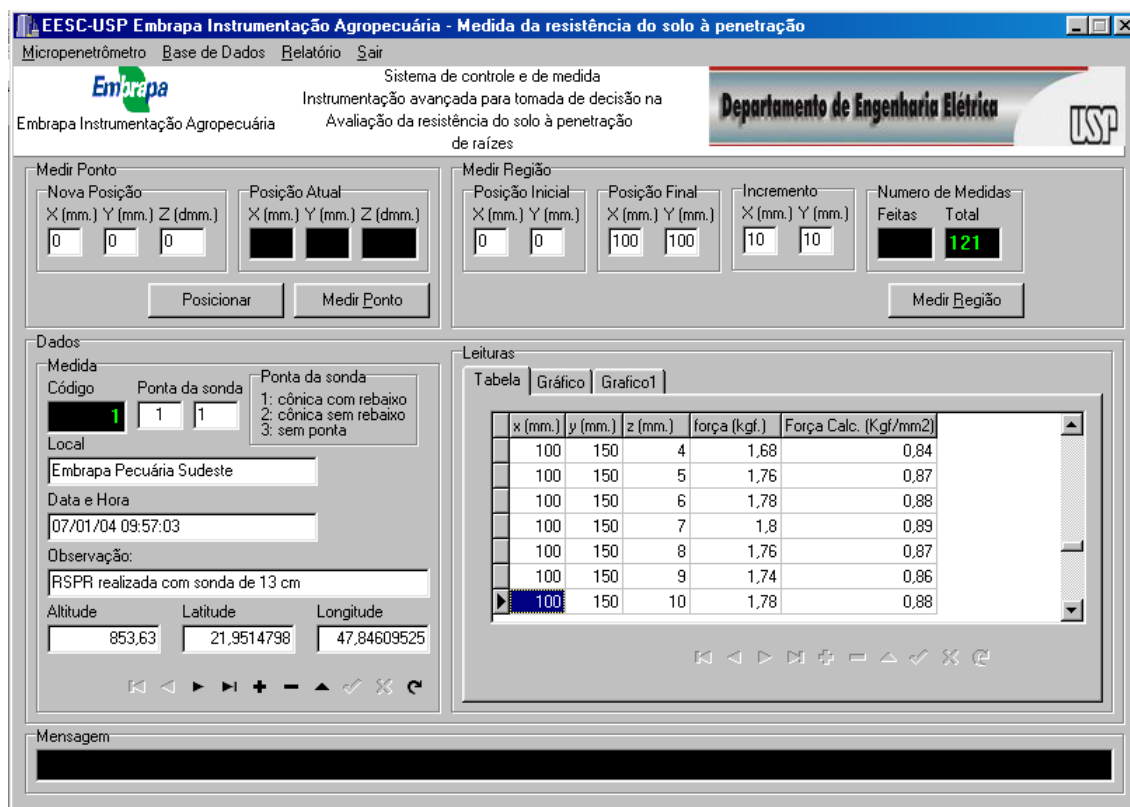 EESC-USP Embrapa Instrumentação Agropecuária - Medida da resistência do solo à penetração
Micropenetrômetro Base de Dados Relatório Sair
Embrapa
Embrapa Instrumentação Agropecuária
Sistema de controle e de medida
Instrumentação avançada para tomada de decisão na
Avaliação da resistência do solo à penetração
de raízes
Departamento de Engenharia Elétrica
USP
Medir Ponto
Nova Posição
X (mm.) Y (mm.) Z (dmm.)
0 0 0
Posição Atual
X (mm.) Y (mm.) Z (dmm.)
Posicionar
Medir Ponto
Medir Região
Posição Inicial
X (mm.) Y (mm.)
0 0
Posição Final
X (mm.) Y (mm.)
100 100
Incremento
X (mm.) Y (mm.)
10 10
Numero de Medidas
Feitas Total
121
Medir Região
Dados
Medida
Código
1
Ponta da sonda
1 1
Ponta da sonda
1: cônica com rebaixo
2: cônica sem rebaixo
3: sem ponta
Local
Embrapa Pecuária Sudeste
Data e Hora
07/01/04 09:57:03
Observação:
RSPR realizada com sonda de 13 cm
Altitude Latitude Longitude
853,63 21,9514798 47,84609525
Leituras
Tabela Gráfico Grafico1
x (mm.) y (mm.) z (mm.) força (kgf.) Força Calc. (Kgf/mm2)
100 150 4 1,68 0,84
100 150 5 1,76 0,87
100 150 6 1,78 0,88
100 150 7 1,8 0,89
100 150 8 1,76 0,87
100 150 9 1,74 0,86
100 150 10 1,78 0,88
Mensagem